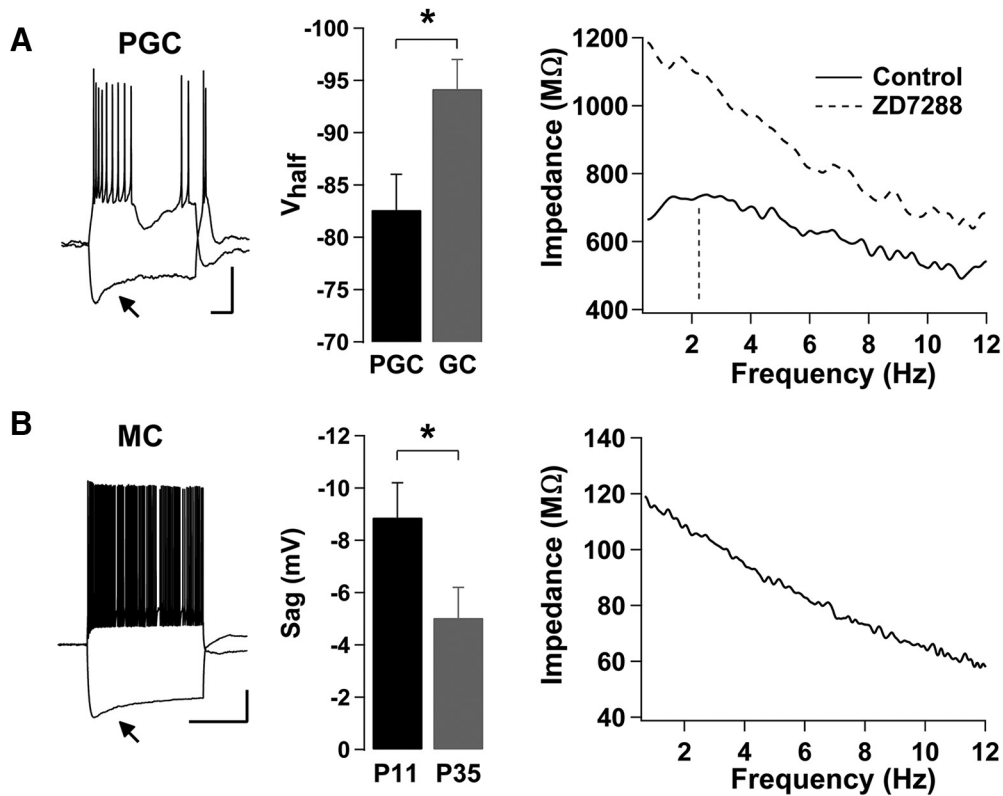 A
PGC
Vhalf
-100
-95
-90
-85
-80
-75
-70
*
PGC GC
Impedance (MΩ)
1200
1000
800
600
400
Control
ZD7288
2 4 6 8 10 12
Frequency (Hz)
B
MC
Sag (mV)
-12
-10
-8
-6
-4
-2
0
*
P11 P35
Impedance (MΩ)
140
120
100
80
60
40
2 4 6 8 10 12
Frequency (Hz)